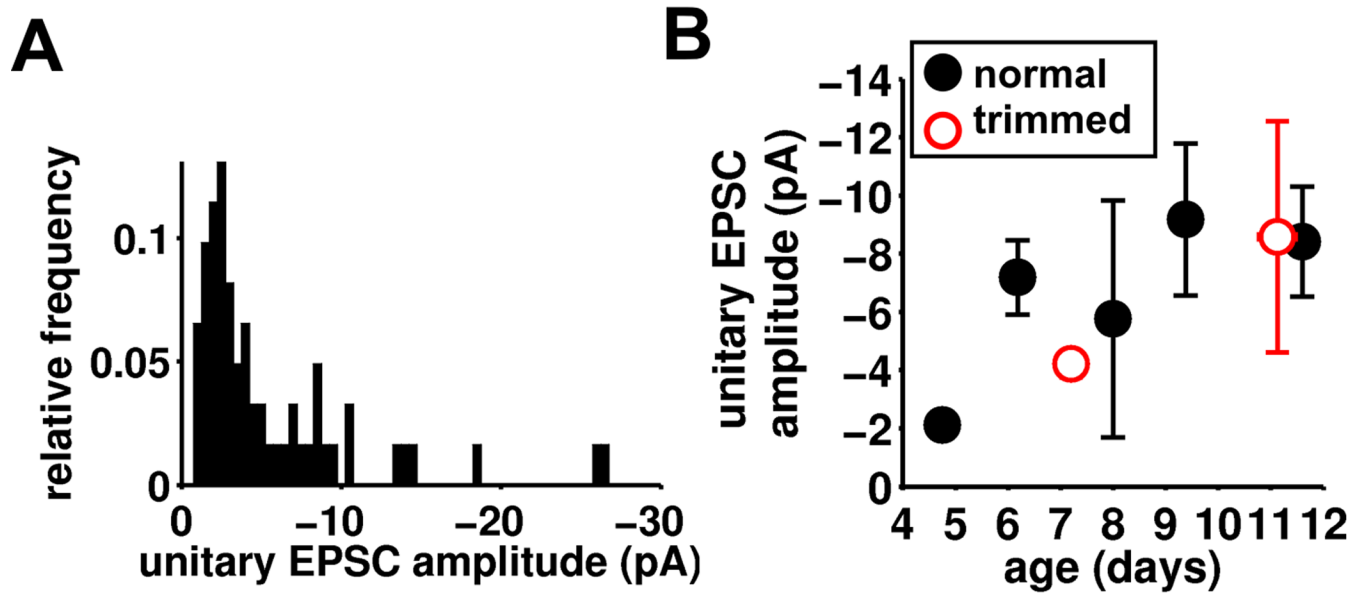 A
relative frequency
0.1
0.05
0
0 −10 −20 −30
unitary EPSC amplitude (pA)
B
normal
trimmed
unitary EPSC
amplitude (pA)
−14
−12
−10
−8
−6
−4
−2
0
4 5 6 7 8 9 10 11 12
age (days)